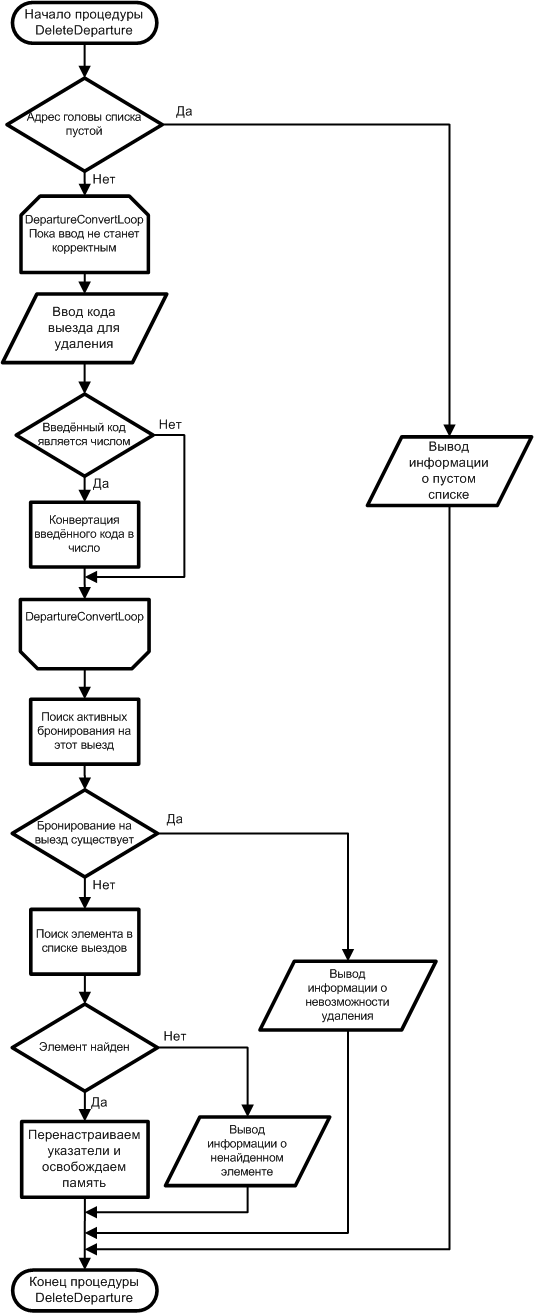 Начало процедуры
DeleteDeparture
Адрес головы списка
пустой
Да
Нет
DepartureConvertLoop
Пока ввод не станет
корректным
Ввод кода
выезда для
удаления
Введённый код
является числом
Нет
Да
Вывод
информации
о пустом
списке
Конвертация
введённого кода в
число
DepartureConvertLoop
Поиск активных
бронирования на
этот выезд
Бронирование на
выезд существует
Да
Нет
Поиск элемента в
списке выездов
Вывод
информации о
невозможности
удаления
Элемент найден
Нет
Да
Перенастраиваем
указатели и
освобождаем
память
Вывод
информации о
ненайденном
элементе
Конец процедуры
DeleteDeparture